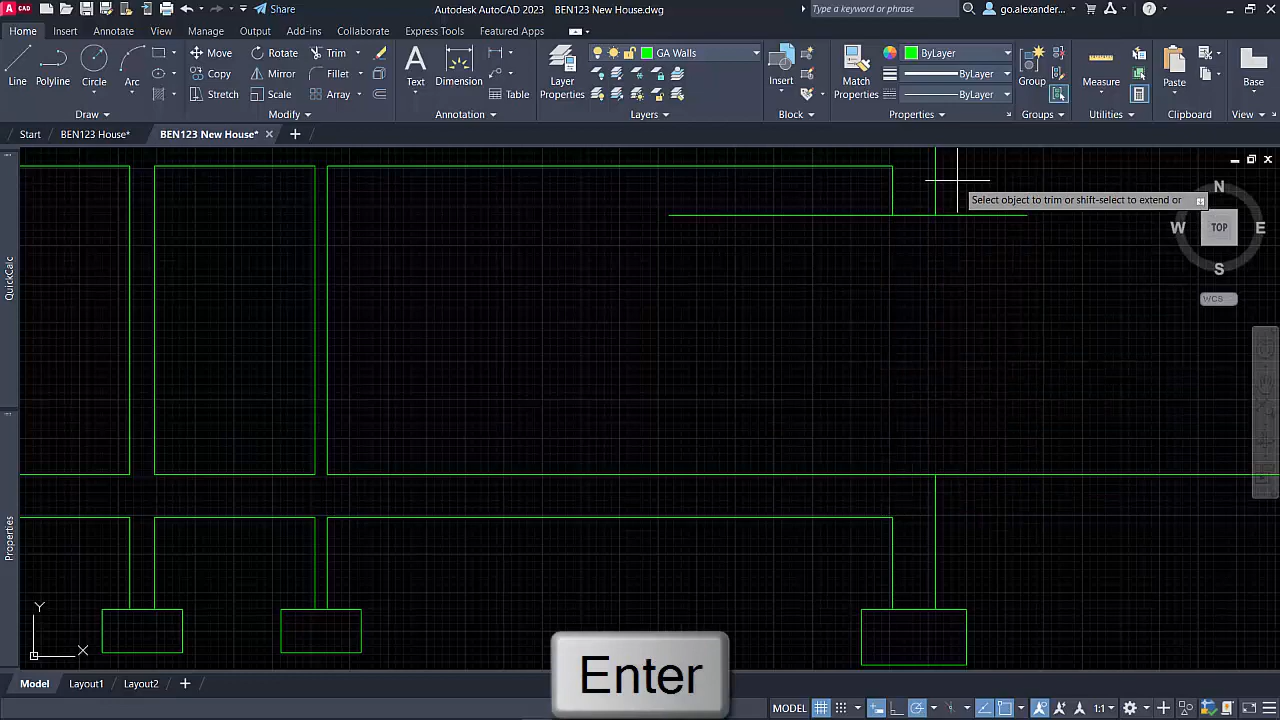 A CAD
Share
Autodesk AutoCAD 2023 BEN123 New House.dwg
Type a keyword or phrase
go.alexander...
Home Insert Annotate View Manage Output Add-ins Collaborate Express Tools Featured Apps
Line Polyline Circle Arc
Move Rotate Trim
Copy Mirror Fillet
Stretch Scale Array
Text Dimension Table
Layer Properties
GA Walls
Insert
Match Properties
ByLayer
ByLayer
ByLayer
Group
Measure
Paste
Base
Draw Modify Annotation Layers Block Properties Groups Utilities Clipboard View
Start BEN123 House* BEN123 New House*
Select object to trim or shift-select to extend or
N
W TOP E
S
WCS
QuickCalc
Properties
Y
X
Enter
Model Layout1 Layout2
MODEL 1:1